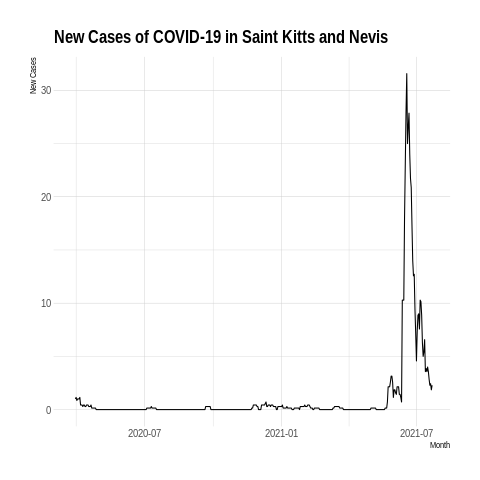 New Cases of COVID-19 in Saint Kitts and Nevis
New Cases
30
20
10
0
2020-07
2021-01
2021-07
Month